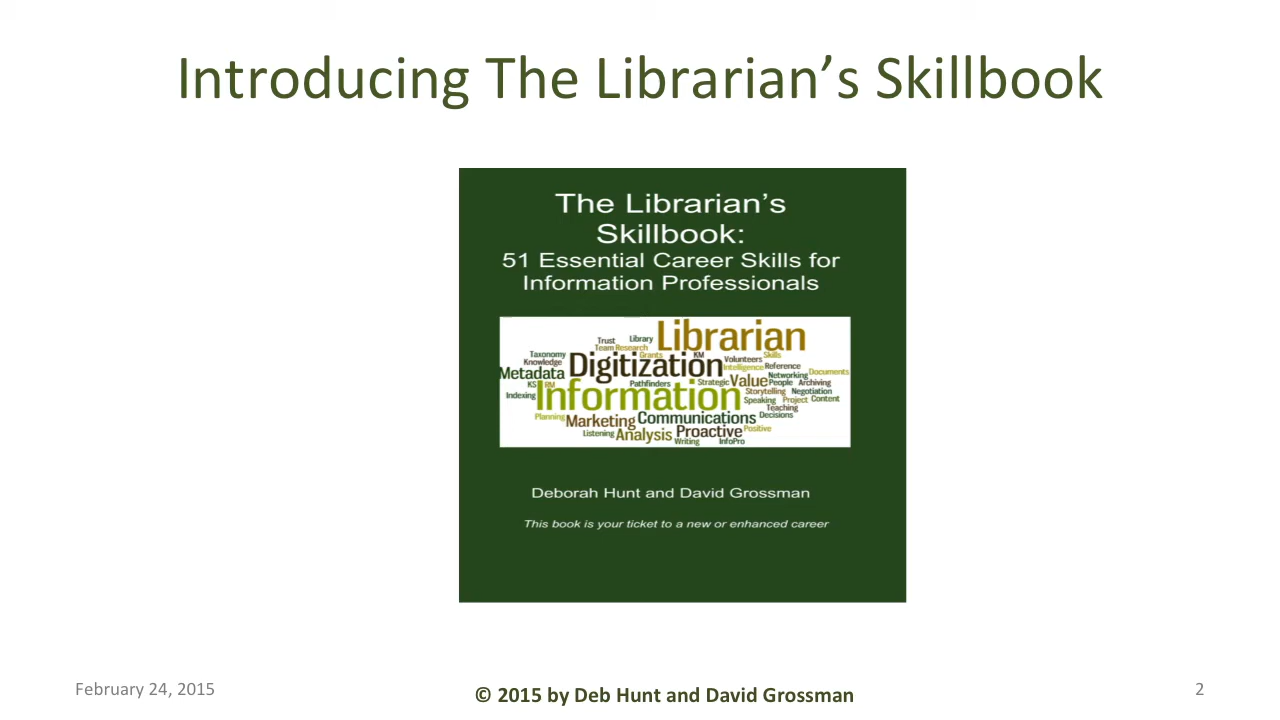 Introducing The Librarian’s Skillbook
The Librarian’s
Skillbook:
51 Essential Career Skills for
Information Professionals
Librarian
Trust Library
Team Research
Grants KM Volunteers Skills
Taxonomy
Knowledge
Digitization
Intelligence Reference
Metadata
Networking Documents
KS RM
Pathfinders Strategic Value People Archiving
Information
Storytelling Negotiation
Indexing
Speaking Project Content
Teaching
Planning Marketing Communications Decisions
Listening Analysis Proactive Positive
Writing InfoPro
Deborah Hunt and David Grossman
This book is your ticket to a new or enhanced career
February 24, 2015
© 2015 by Deb Hunt and David Grossman
2